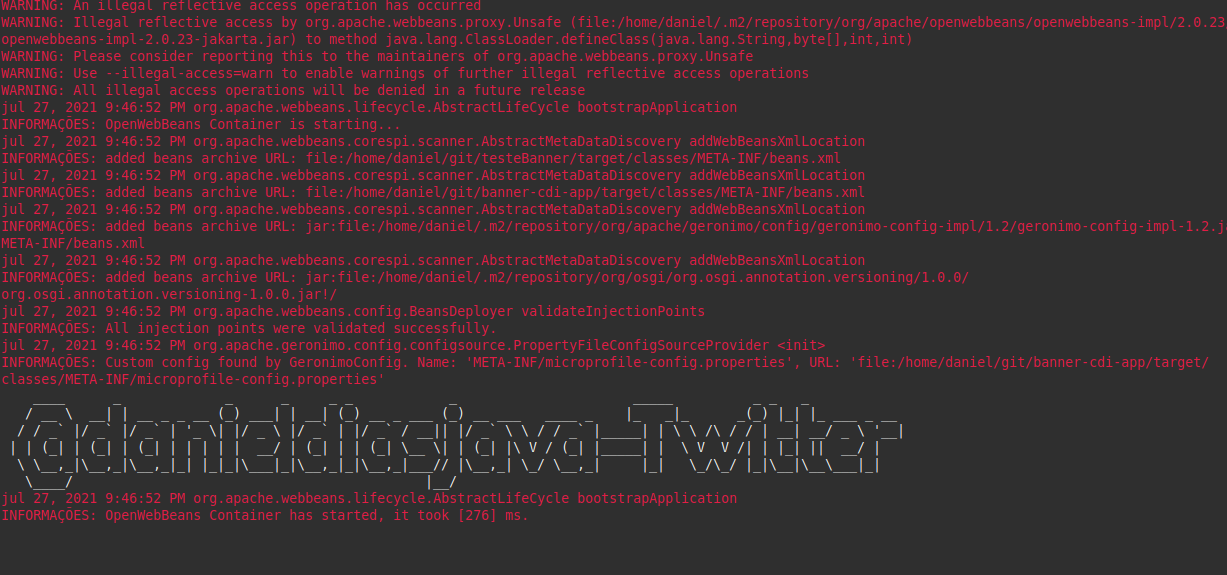 WARNING: An illegal reflective access operation has occurred
WARNING: Illegal reflective access by org.apache.webbeans.proxy.Unsafe (file:/home/daniel/.m2/repository/org/apache/openwebbeans/openwebbeans-impl/2.0.23
openwebbeans-impl-2.0.23-jakarta.jar) to method java.lang.ClassLoader.defineClass(java.lang.String,byte[],int,int)
WARNING: Please consider reporting this to the maintainers of org.apache.webbeans.proxy.Unsafe
WARNING: Use --illegal-access=warn to enable warnings of further illegal reflective access operations
WARNING: All illegal access operations will be denied in a future release
jul 27, 2021 9:46:52 PM org.apache.webbeans.lifecycle.AbstractLifeCycle bootstrapApplication
INFORMAÇÕES: OpenWebBeans Container is starting...
jul 27, 2021 9:46:52 PM org.apache.webbeans.corespi.scanner.AbstractMetaDataDiscovery addWebBeansXmlLocation
INFORMAÇÕES: added beans archive URL: file:/home/daniel/git/testeBanner/target/classes/META-INF/beans.xml
jul 27, 2021 9:46:52 PM org.apache.webbeans.corespi.scanner.AbstractMetaDataDiscovery addWebBeansXmlLocation
INFORMAÇÕES: added beans archive URL: file:/home/daniel/git/banner-cdi-app/target/classes/META-INF/beans.xml
jul 27, 2021 9:46:52 PM org.apache.webbeans.corespi.scanner.AbstractMetaDataDiscovery addWebBeansXmlLocation
INFORMAÇÕES: added beans archive URL: jar:file:/home/daniel/.m2/repository/org/apache/geronimo/config/geronimo-config-impl/1.2/geronimo-config-impl-1.2.ja
META-INF/beans.xml
jul 27, 2021 9:46:52 PM org.apache.webbeans.corespi.scanner.AbstractMetaDataDiscovery addWebBeansXmlLocation
INFORMAÇÕES: added beans archive URL: jar:file:/home/daniel/.m2/repository/org/osgi/org.osgi.annotation.versioning/1.0.0/
org.osgi.annotation.versioning-1.0.0.jar!/
jul 27, 2021 9:46:52 PM org.apache.webbeans.config.BeansDeployer validateInjectionPoints
INFORMAÇÕES: All injection points were validated successfully.
jul 27, 2021 9:46:52 PM org.apache.geronimo.config.configsource.PropertyFileConfigSourceProvider <init>
INFORMAÇÕES: Custom config found by GeronimoConfig. Name: 'META-INF/microprofile-config.properties', URL: 'file:/home/daniel/git/banner-cdi-app/target/
classes/META-INF/microprofile-config.properties'
@danieldiasjava-Twitter
jul 27, 2021 9:46:52 PM org.apache.webbeans.lifecycle.AbstractLifeCycle bootstrapApplication
INFORMAÇÕES: OpenWebBeans Container has started, it took [276] ms.